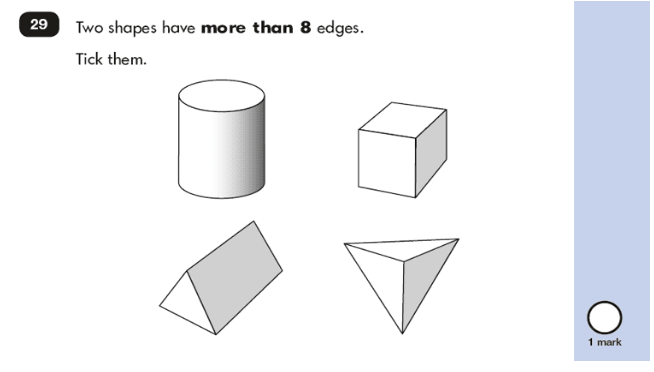 29 Two shapes have more than 8 edges.
Tick them.
1 mark